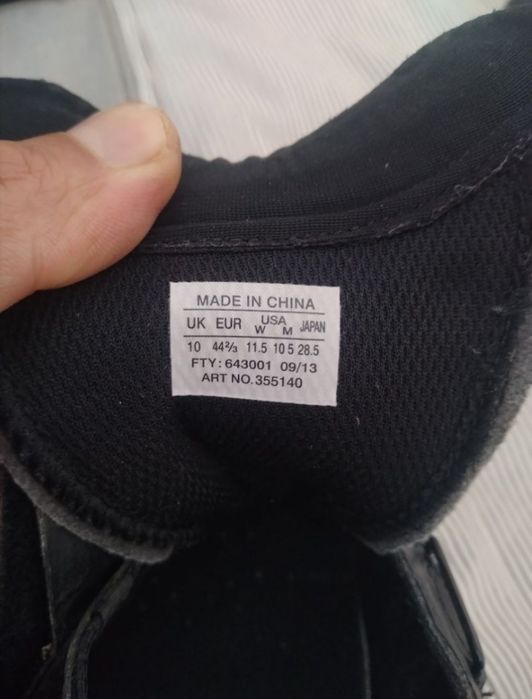 MADE IN CHINA
UK EUR USA W M JAPAN
10 44⅔ 11.5 10 5 28.5
FTY: 643001 09/13
ART NO. 355140